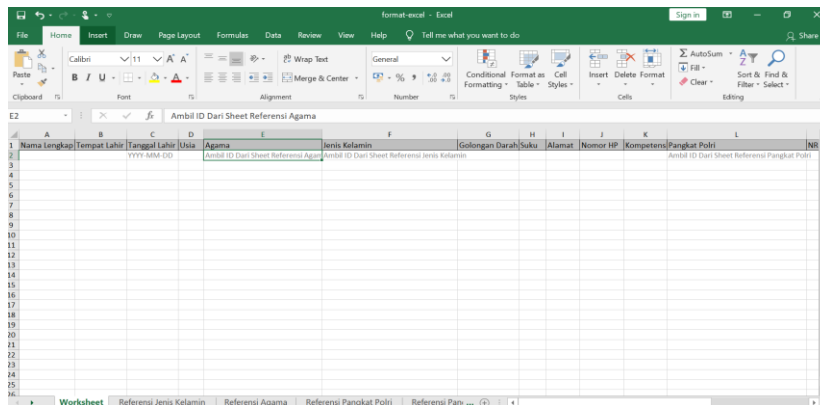 format-excel - Excel
Sign in
File Home Insert Draw Page Layout Formulas Data Review View Help Tell me what you want to do Share
Paste
Calibri 11 A A
B I U A
Wrap Text
Merge & Center
General
% ,
Conditional Formatting
Format as Table
Cell Styles
Insert Delete Format
AutoSum
Fill
Clear
Sort & Filter
Find & Select
Clipboard Font Alignment Number Styles Cells Editing
E2 fx Ambil ID Dari Sheet Referensi Agama
A B C D E F G H I J K L
1 Nama Lengkap Tempat Lahir Tanggal Lahir Usia Agama Jenis Kelamin Golongan Darah Suku Alamat Nomor HP Kompetens Pangkat Polri NR
2 YYYY-MM-DD Ambil ID Dari Sheet Referensi Agam Ambil ID Dari Sheet Referensi Jenis Kelamin Ambil ID Dari Sheet Referensi Pangkat Polri
3
4
5
6
7
8
9
10
11
12
13
14
15
16
17
18
19
20
21
22
23
24
25
26
Worksheet Referensi Jenis Kelamin Referensi Agama Referensi Pangkat Polri Referensi Pang ...